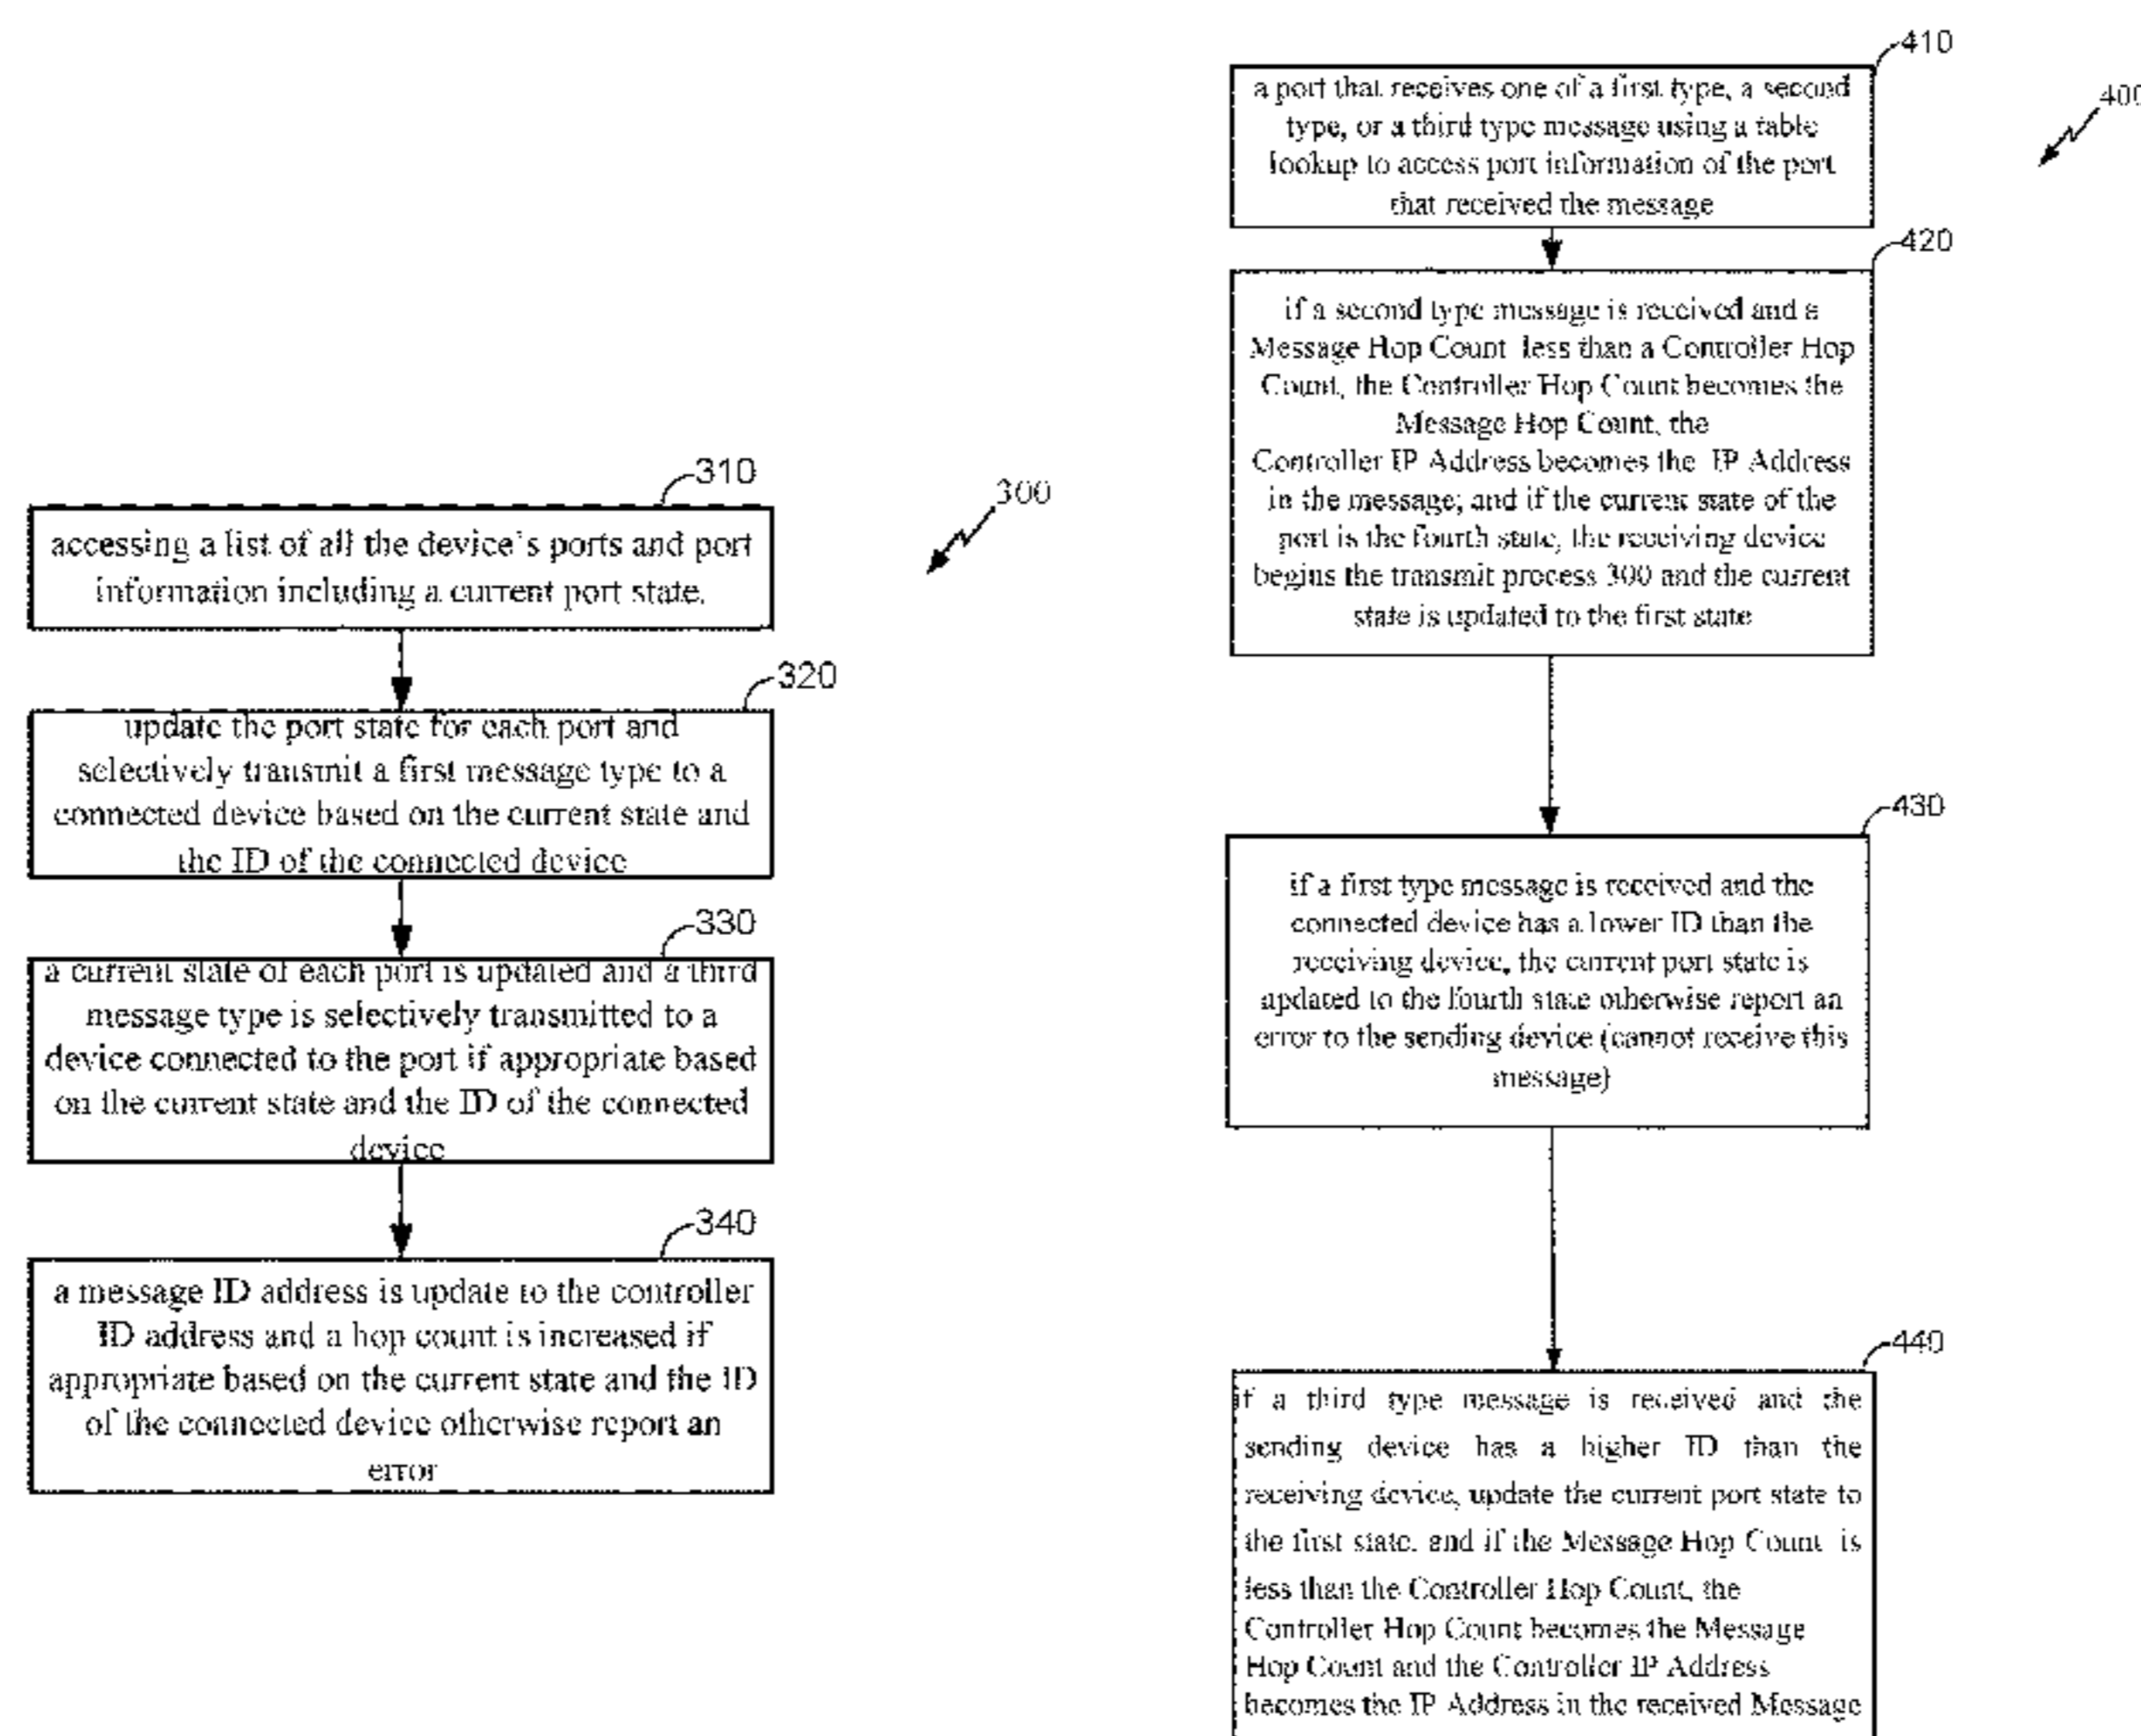 310
300
accessing a list of all the device's ports and port
information including a current port state.
320
update the port state for each port and
selectively transmit a first message type to a
connected device based on the current state and
the ID of the connected device
330
a current state of each port is updated and a third
message type is selectively transmitted to a
device connected to the port if appropriate based
on the current state and the ID of the connected
device
340
a message ID address is update to the controller
ID address and a hop count is increased if
appropriate based on the current state and the ID
of the connected device otherwise report an
error
410
400
a port that receives one of a first type, a second
type, or a third type message using a table
lookup to access port information of the port
that received the message
420
if a second type message is received and a
Message Hop Count less than a Controller Hop
Count, the Controller Hop Count becomes the
Message Hop Count, the
Controller IP Address becomes the IP Address
in the message; and if the current state of the
port is the fourth state, the receiving device
begins the transmit process 300 and the current
state is updated to the first state
430
if a first type message is received and the
connected device has a lower ID than the
receiving device, the current port state is
updated to the fourth state otherwise report an
error to the sending device (cannot receive this
message)
440
if a third type message is received and the
sending device has a higher ID than the
receiving device, update the current port state to
the first state. and if the Message Hop Count is
less than the Controller Hop Count, the
Controller Hop Count becomes the Message
Hop Count and the Controller IP Address
becomes the IP Address in the received Message